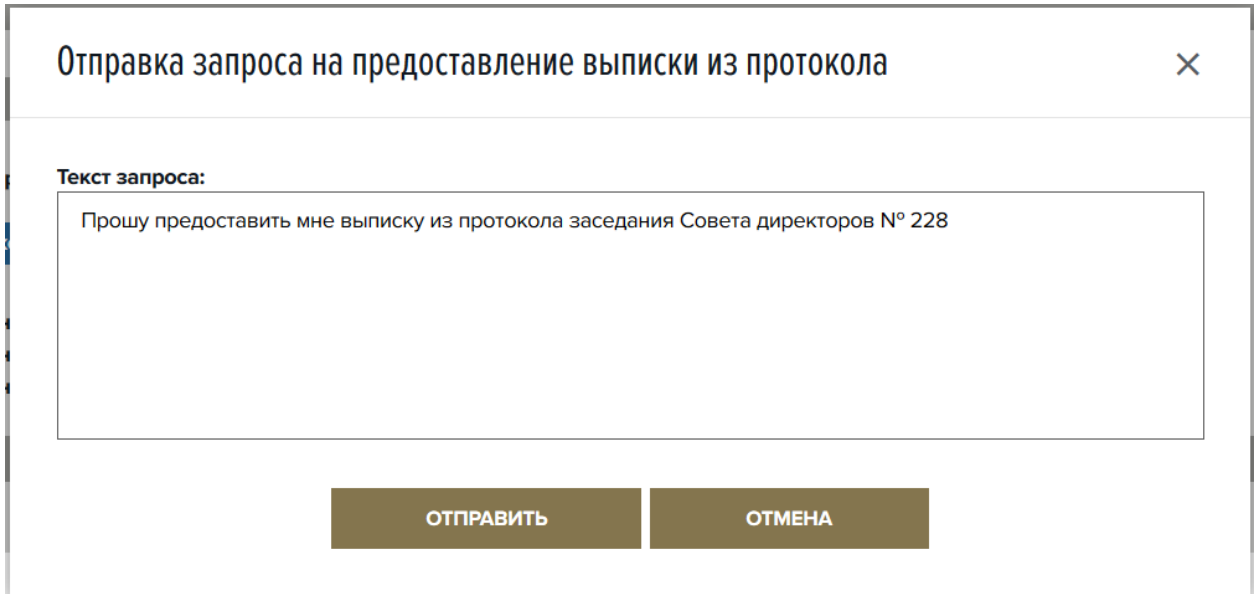 Отправка запроса на предоставление выписки из протокола
Текст запроса:
Прошу предоставить мне выписку из протокола заседания Совета директоров № 228
ОТПРАВИТЬ
ОТМЕНА